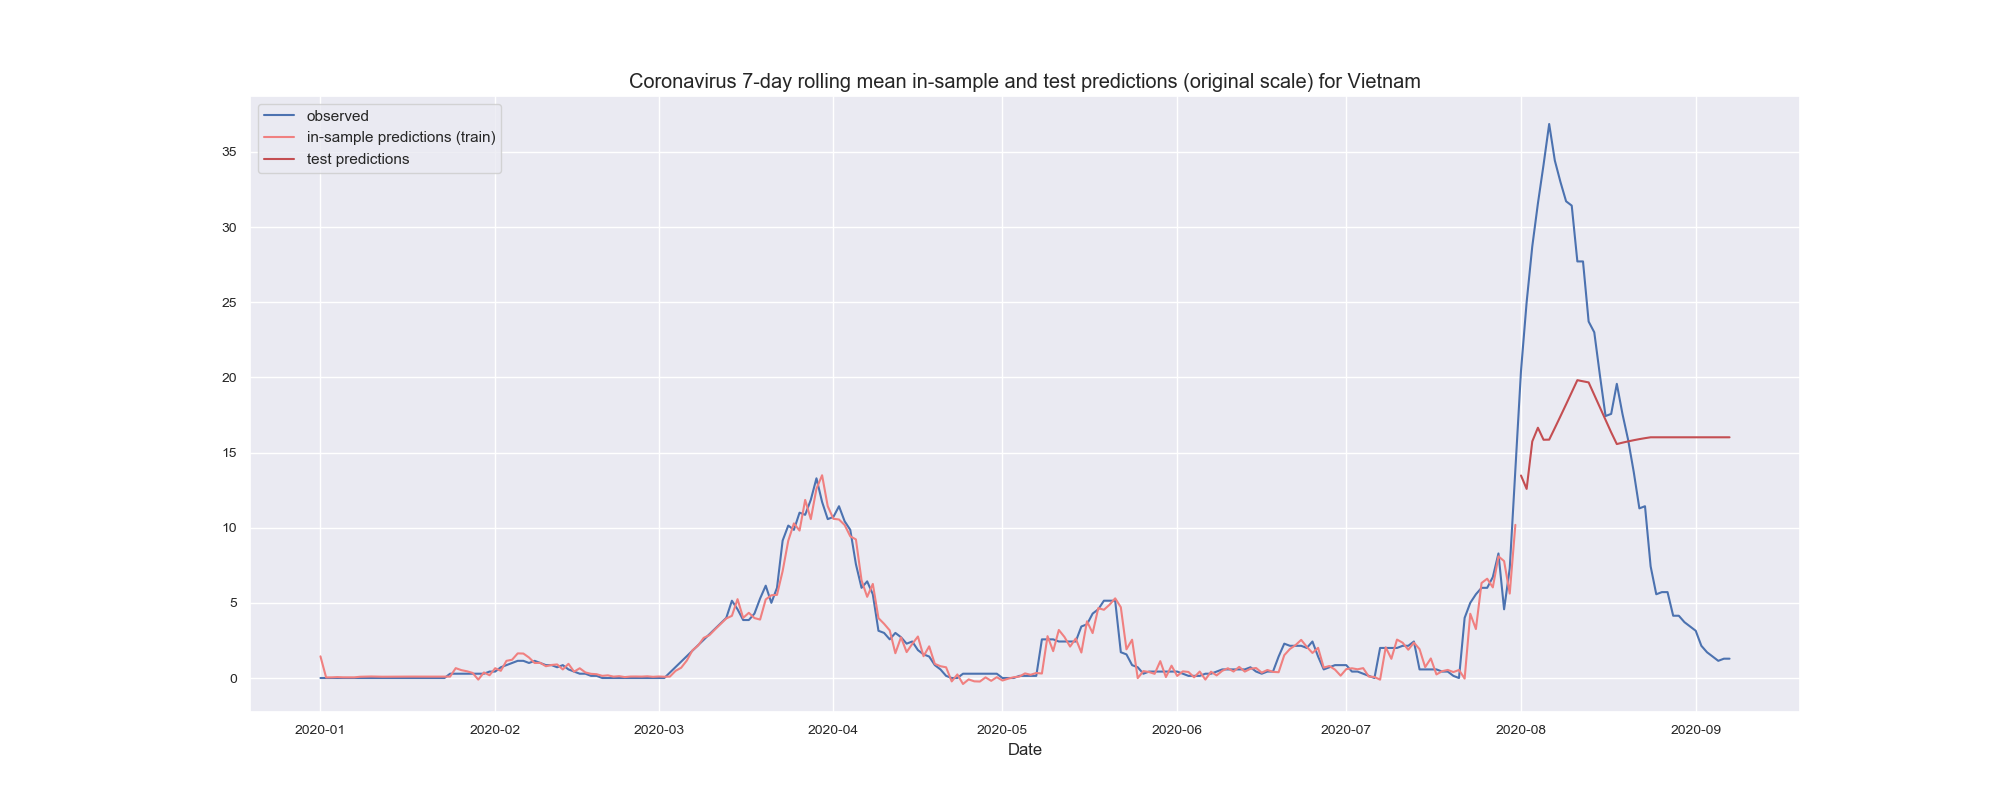 Coronavirus 7-day rolling mean in-sample and test predictions (original scale) for Vietnam
observed
in-sample predictions (train)
test predictions
35
30
25
20
15
10
5
0
2020-01 2020-02 2020-03 2020-04 2020-05 2020-06 2020-07 2020-08 2020-09
Date